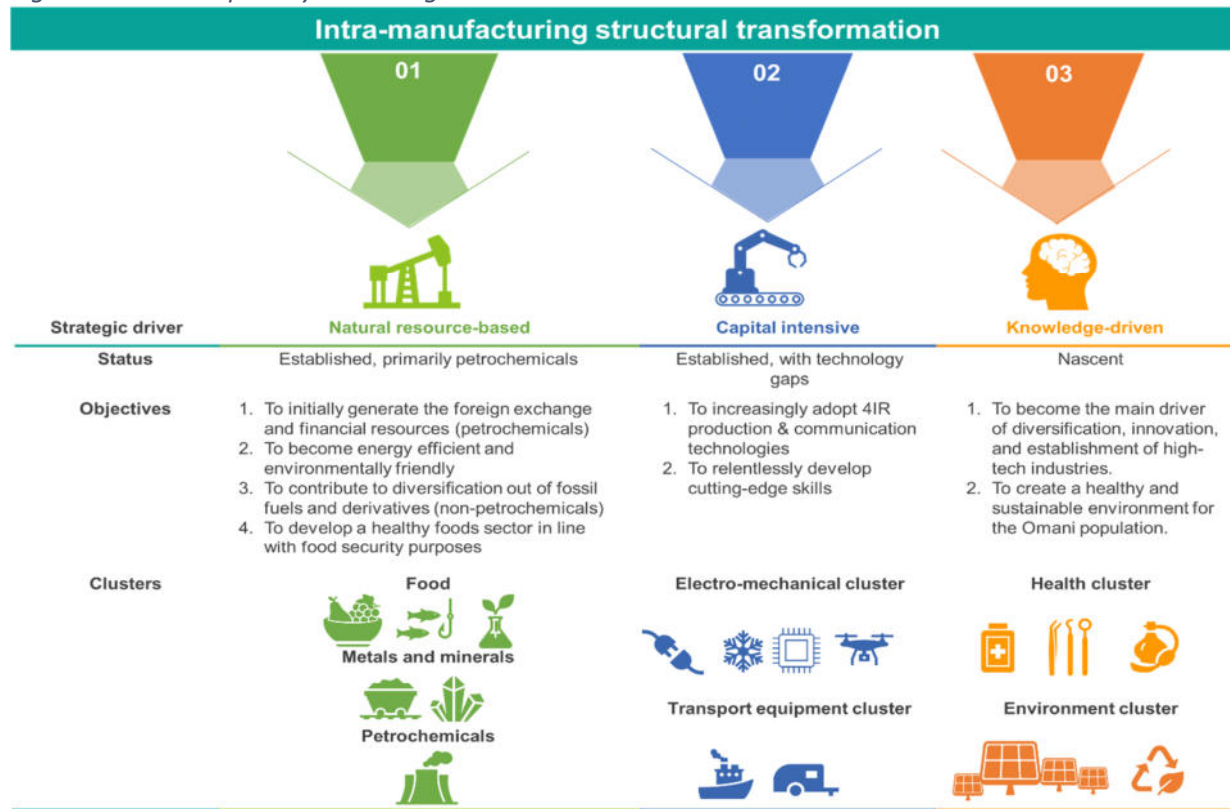 Intra-manufacturing structural transformation
01
02
03
Strategic driver
Natural resource-based
Capital intensive
Knowledge-driven
Status
Established, primarily petrochemicals
Established, with technology
gaps
Nascent
Objectives
1. To initially generate the foreign exchange
and financial resources (petrochemicals)
2. To become energy efficient and
environmentally friendly
3. To contribute to diversification out of fossil
fuels and derivatives (non-petrochemicals)
4. To develop a healthy foods sector in line
with food security purposes
1. To increasingly adopt 4IR
production & communication
technologies
2. To relentlessly develop
cutting-edge skills
1. To become the main driver
of diversification, innovation,
and establishment of high-
tech industries.
2. To create a healthy and
sustainable environment for
the Omani population.
Clusters
Food
Metals and minerals
Petrochemicals
Electro-mechanical cluster
Transport equipment cluster
Health cluster
Environment cluster